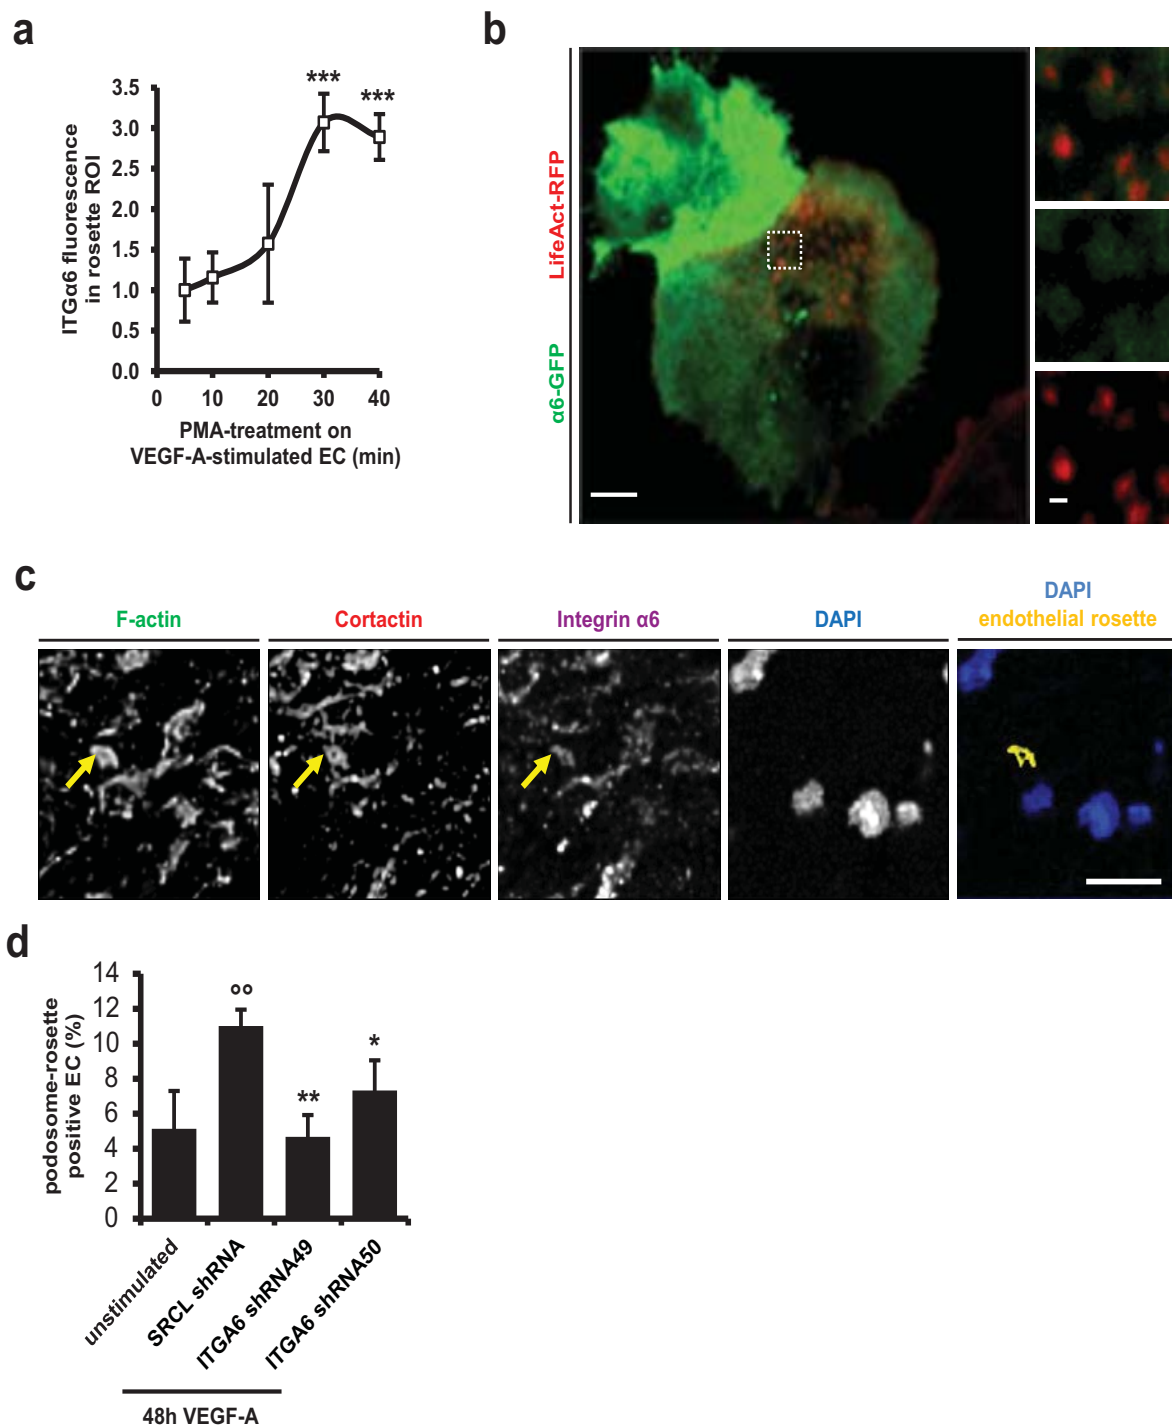 a
ITGα6 fluorescence
in rosette ROI
3.5
3.0
2.5
2.0
1.5
1.0
0.5
0.0
***
***
0 10 20 30 40
PMA-treatment on
VEGF-A-stimulated EC (min)
b
α6-GFP LifeAct-RFP
c
F-actin
Cortactin
Integrin α6
DAPI
DAPI
endothelial rosette
d
podosome-rosette
positive EC (%)
14
12
10
8
6
4
2
0
°°
**
*
unstimulated
SRCL shRNA
ITGA6 shRNA49
ITGA6 shRNA50
48h VEGF-A